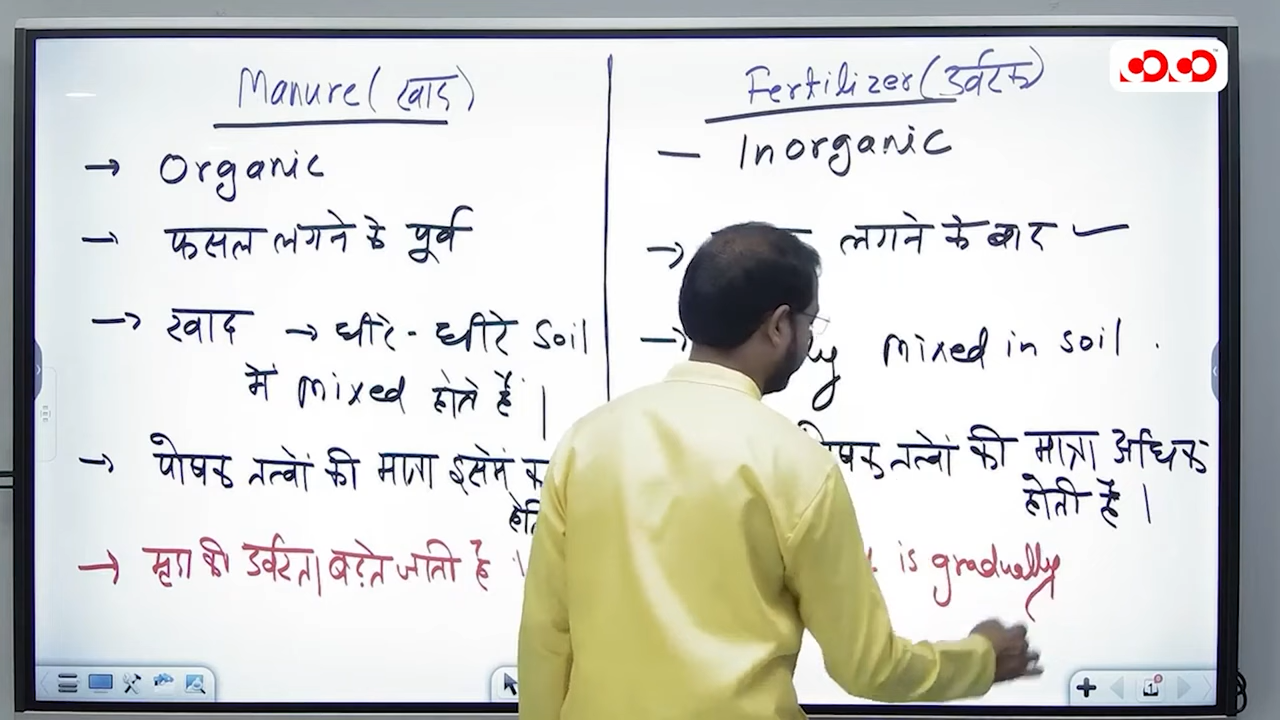 Manure (खाद)
→ Organic
→ फसल लगने के पूर्व
→ खाद → धीरे - धीरे Soil
में mixed होते हैं |
→ पोषक तत्वों की मात्रा इसमें
→ मृदा की उर्वरता बढ़ते जाती है
Fertilizer (उर्वरक)
— Inorganic
→ लगने के बाद
→ mixed in soil .
तत्वों की मात्रा अधिक
होती है |
is gradually
1